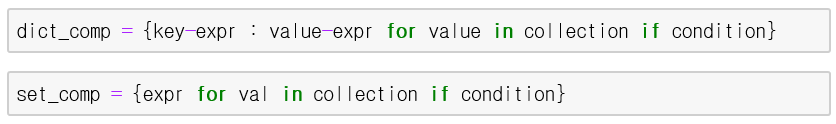 dict_comp = {key-expr : value-expr for value in collection if condition}
set_comp = {expr for val in collection if condition}